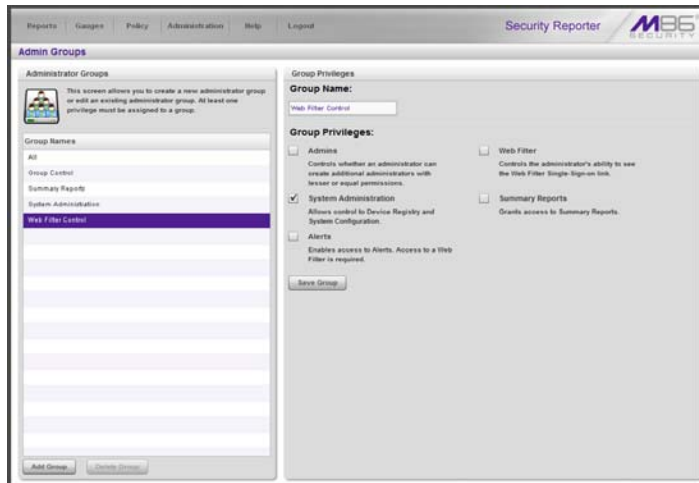 Reports Gauges Policy Administration Help Logout
Security Reporter
M86
SECURITY
Admin Groups
Administrator Groups
This screen allows you to create a new administrator group
or edit an existing administrator group. At least one
privilege must be assigned to a group.
Group Names
All
Group Control
Summary Reports
System Administration
Web Filter Control
Add Group
Delete Group
Group Privileges
Group Name:
Web Filter Control
Group Privileges:
Admins
Controls whether an administrator can
create additional administrators with
lesser or equal permissions.
Web Filter
Controls the administrator's ability to see
the Web Filter Single-Sign-on link.
System Administration
Allows control to Device Registry and
System Configuration.
Summary Reports
Grants access to Summary Reports.
Alerts
Enables access to Alerts. Access to a Web
Filter is required.
Save Group